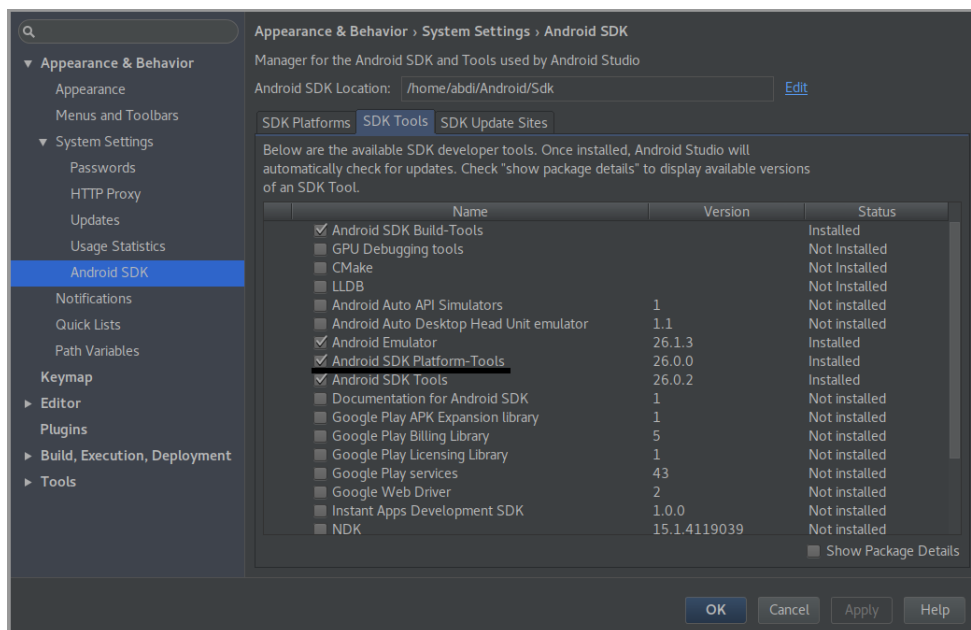 Appearance & Behavior
Appearance
Menus and Toolbars
System Settings
Passwords
HTTP Proxy
Updates
Usage Statistics
Android SDK
Notifications
Quick Lists
Path Variables
Keymap
Editor
Plugins
Build, Execution, Deployment
Tools
Appearance & Behavior › System Settings › Android SDK
Manager for the Android SDK and Tools used by Android Studio
Android SDK Location: /home/abdi/Android/Sdk Edit
SDK Platforms SDK Tools SDK Update Sites
Below are the available SDK developer tools. Once installed, Android Studio will
automatically check for updates. Check "show package details" to display available versions
of an SDK Tool.
Name Version Status
Android SDK Build-Tools Installed
GPU Debugging tools Not Installed
CMake Not Installed
LLDB Not Installed
Android Auto API Simulators 1 Not installed
Android Auto Desktop Head Unit emulator 1.1 Not installed
Android Emulator 26.1.3 Installed
Android SDK Platform-Tools 26.0.0 Installed
Android SDK Tools 26.0.2 Installed
Documentation for Android SDK 1 Not installed
Google Play APK Expansion library 1 Not installed
Google Play Billing Library 5 Not installed
Google Play Licensing Library 1 Not installed
Google Play services 43 Not installed
Google Web Driver 2 Not installed
Instant Apps Development SDK 1.0.0 Not installed
NDK 15.1.4119039 Not installed
Show Package Details
OK Cancel Apply Help